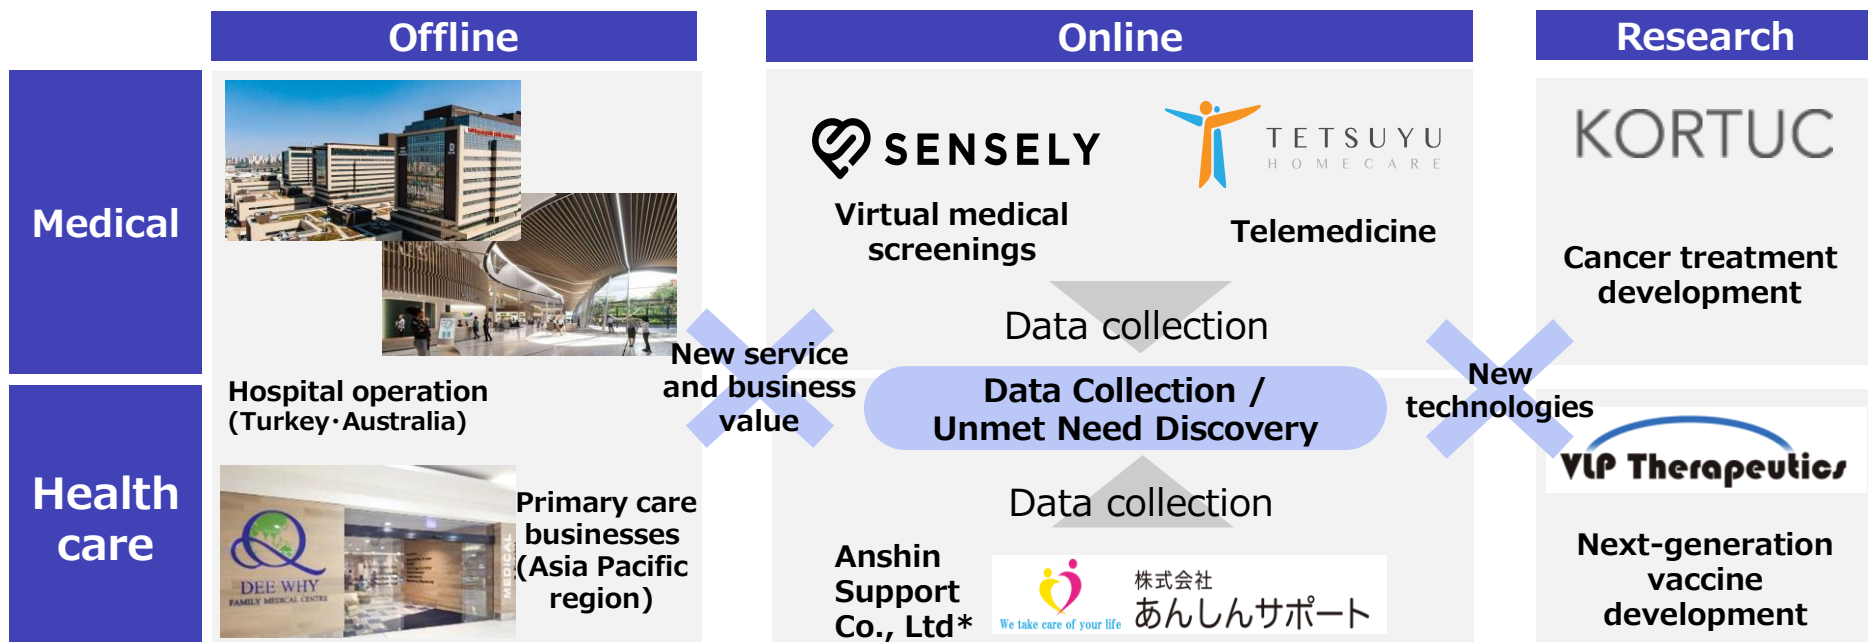 Offline
Online
Research
Medical
SENSELY
Virtual medical
screenings
TETSUYU
HOMECARE
Telemedicine
KORTUC
Cancer treatment
development
Data collection
Hospital operation
(Turkey･Australia)
New service
and business
value
Data Collection /
Unmet Need Discovery
New
technologies
Health
care
DEE WHY
FAMILY MEDICAL CENTRE
MEDICAL
Primary care
businesses
(Asia Pacific
region)
Data collection
Anshin
Support
Co., Ltd*
We take care of your life
株式会社
あんしんサポート
VLP Therapeutics
Next-generation
vaccine
development